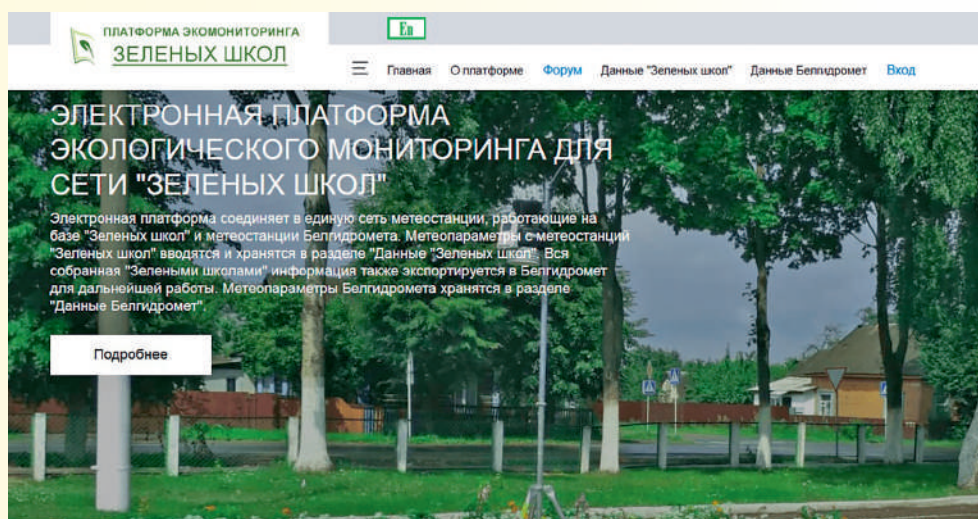 ПЛАТФОРМА ЭКОМОНИТОРИНГА
ЗЕЛЕНЫХ ШКОЛ
En
Главная О платформе Форум Данные "Зеленых школ" Данные Белгидромет Вход
ЭЛЕКТРОННАЯ ПЛАТФОРМА
ЭКОЛОГИЧЕСКОГО МОНИТОРИНГА ДЛЯ
СЕТИ "ЗЕЛЕНЫХ ШКОЛ"
Электронная платформа соединяет в единую сеть метеостанции, работающие на
базе "Зеленых школ" и метеостанции Белгидромета. Метеопараметры с метеостанций
"Зеленых школ" вводятся и хранятся в разделе "Данные "Зеленых школ". Вся
собранная "Зелеными школами" информация также экспортируется в Белгидромет
для дальнейшей работы. Метеопараметры Белгидромета хранятся в разделе
"Данные Белгидромет".
Подробнее